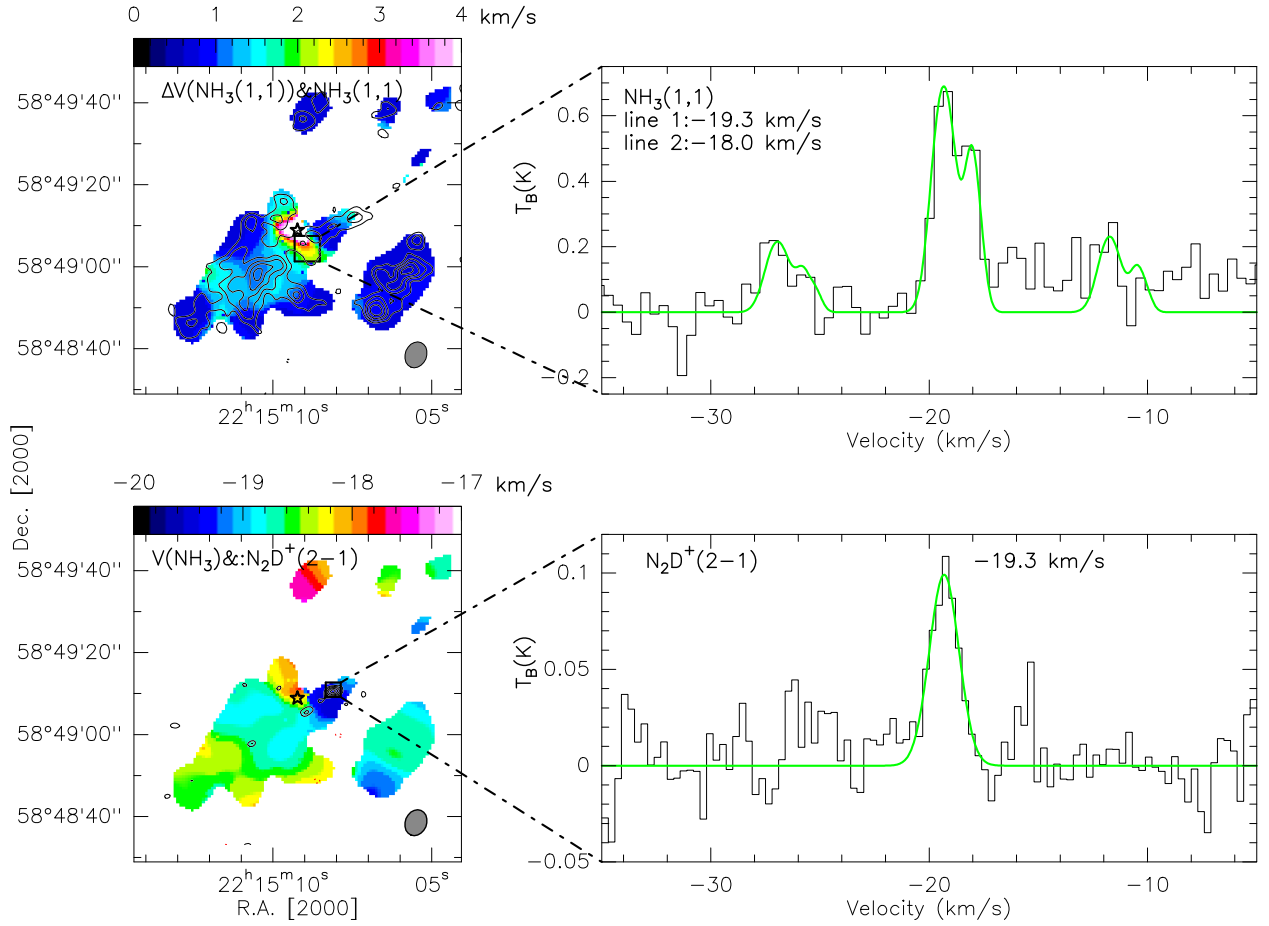 0 1 2 3 4 km/s
ΔV(NH₃(1,1))&NH₃(1,1)
58°49'40''
58°49'20''
58°49'00''
58°48'40''
22ʰ15ᵐ10ˢ 05ˢ
NH₃(1,1)
line 1:−19.3 km/s
line 2:−18.0 km/s
T_B(K)
0.6
0.4
0.2
0
−0.2
−30 −20 −10
Velocity (km/s)
Dec. [2000]
−20 −19 −18 −17 km/s
V(NH₃)&:N₂D⁺(2−1)
58°49'40''
58°49'20''
58°49'00''
58°48'40''
22ʰ15ᵐ10ˢ 05ˢ
R.A. [2000]
N₂D⁺(2−1) −19.3 km/s
T_B(K)
0.1
0.05
0
−0.05
−30 −20 −10
Velocity (km/s)